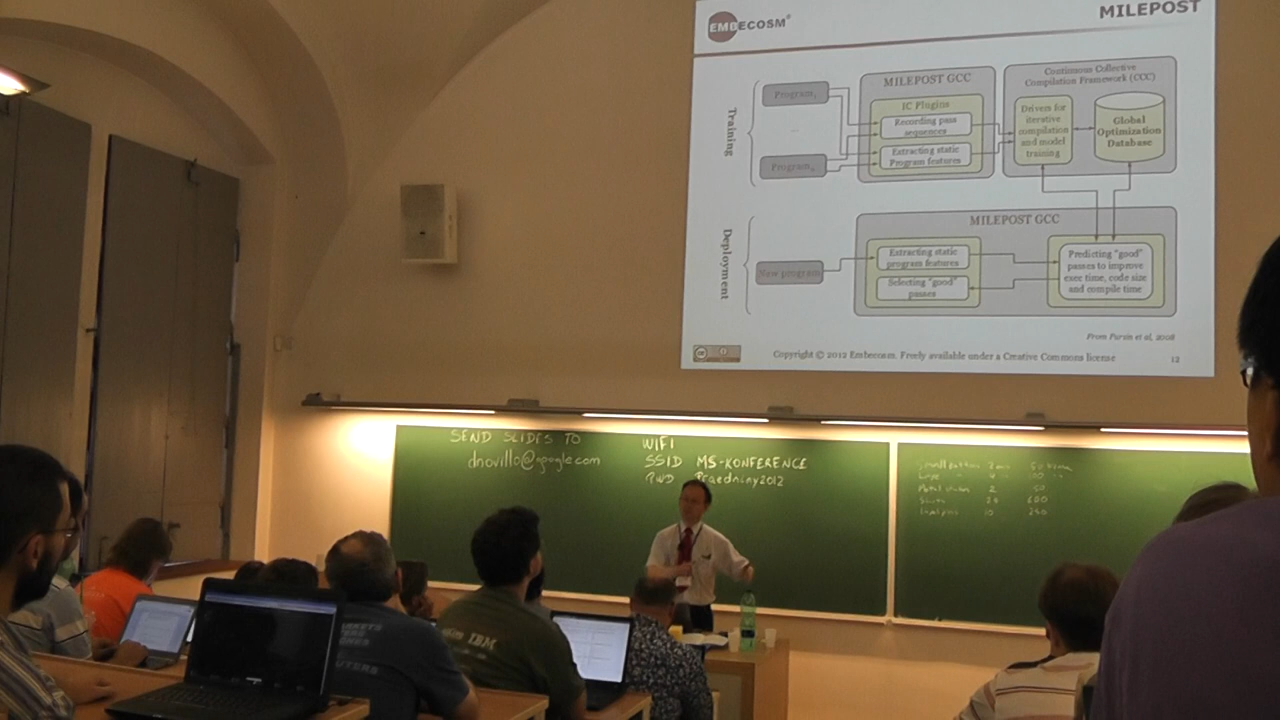 EMBECOSM®
MILEPOST
Training
Program
Program
MILEPOST GCC
IC Plugins
Recording pass
sequences
Extracting static
Program features
Continuous Collective
Compilation Framework (CCC)
Drivers for
iterative
compilation
and model
training
Global
Optimization
Database
Deployment
New program
MILEPOST GCC
Extracting static
program features
Selecting "good"
passes
Predicting "good"
passes to improve
exec time, code size
and compile time
From Fursin et al, 2008
Copyright © 2012 Embecosm. Freely available under a Creative Commons license
12
SEND SLIDES TO
dnovillo@google.com
WIFI
SSID MS-KONFERENCE
PWD Praedniny2012
IBM